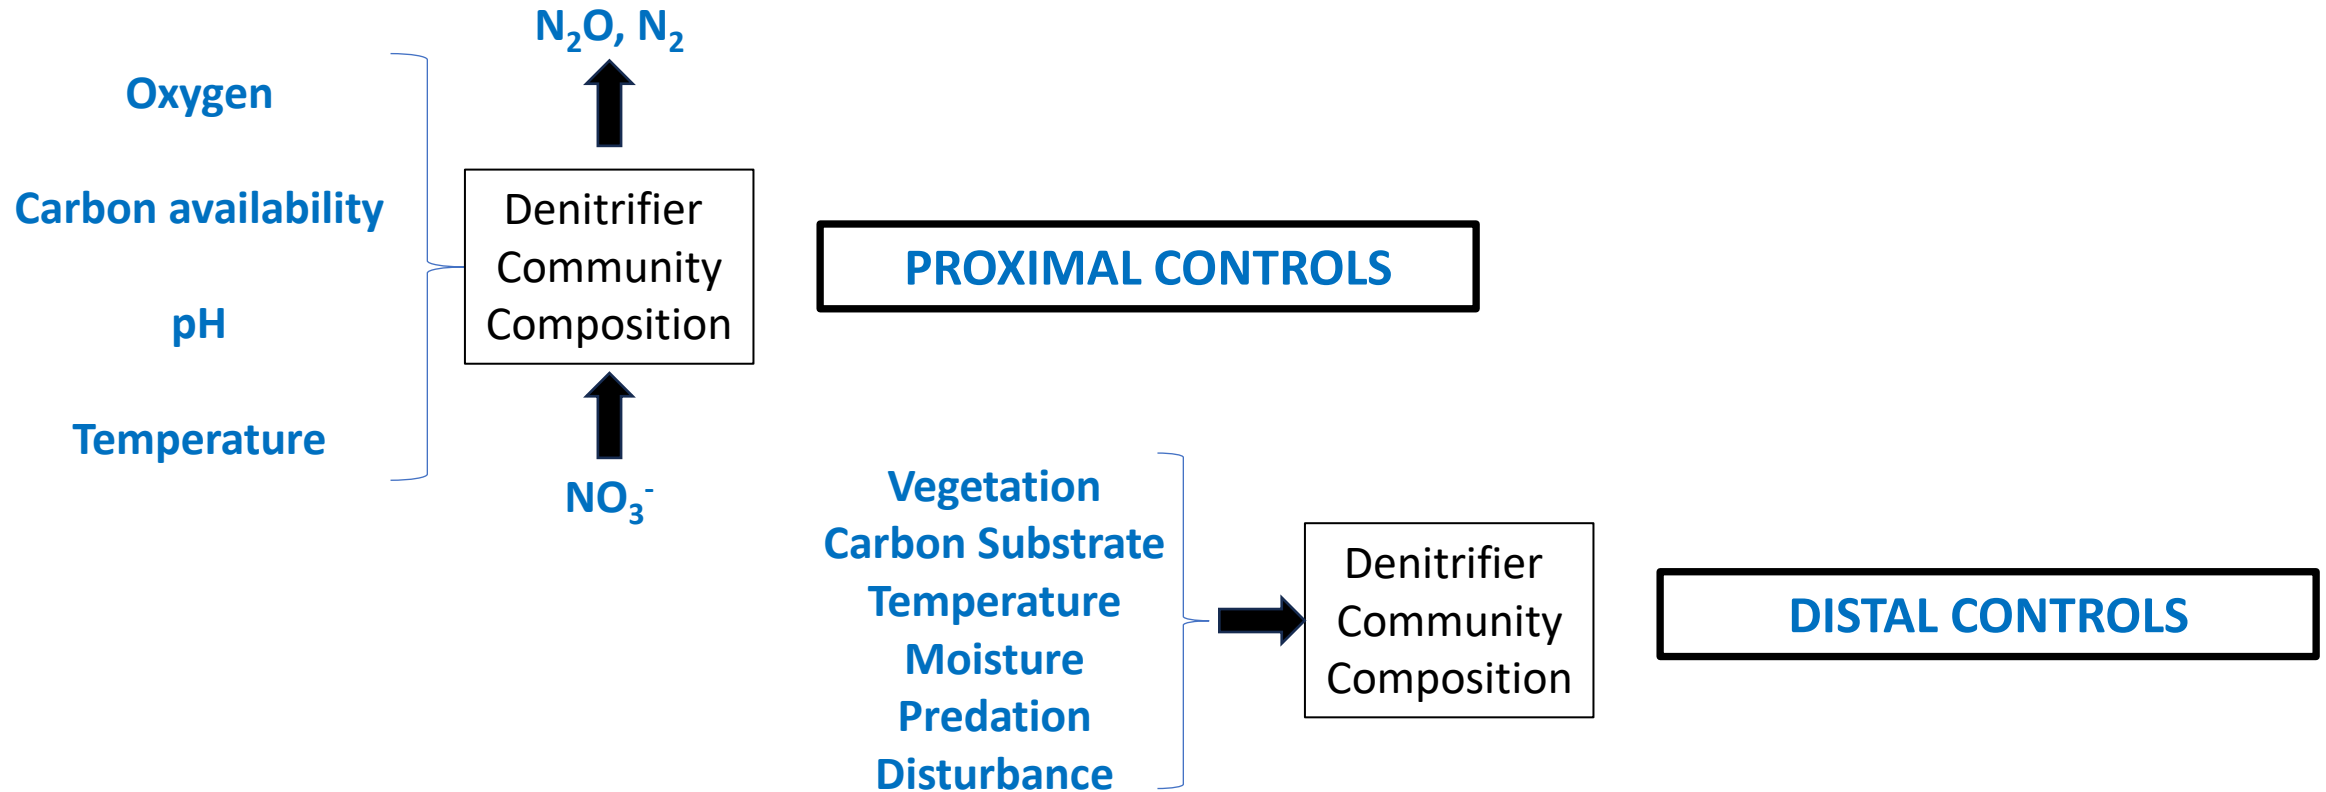 N₂O, N₂
Oxygen
Carbon availability
pH
Temperature
Denitrifier
Community
Composition
NO₃⁻
PROXIMAL CONTROLS
Vegetation
Carbon Substrate
Temperature
Moisture
Predation
Disturbance
Denitrifier
Community
Composition
DISTAL CONTROLS